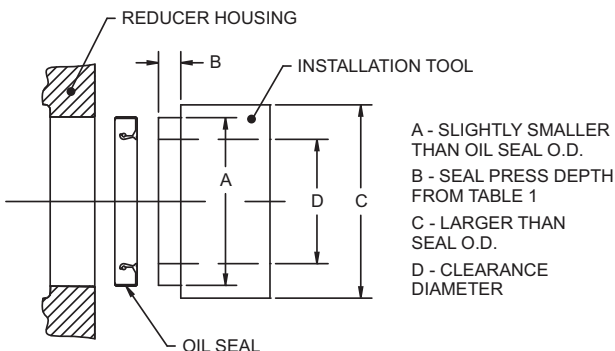 REDUCER HOUSING
B
INSTALLATION TOOL
A
D
C
A - SLIGHTLY SMALLER
THAN OIL SEAL O.D.
B - SEAL PRESS DEPTH
FROM TABLE 1
C - LARGER THAN
SEAL O.D.
D - CLEARANCE
DIAMETER
OIL SEAL